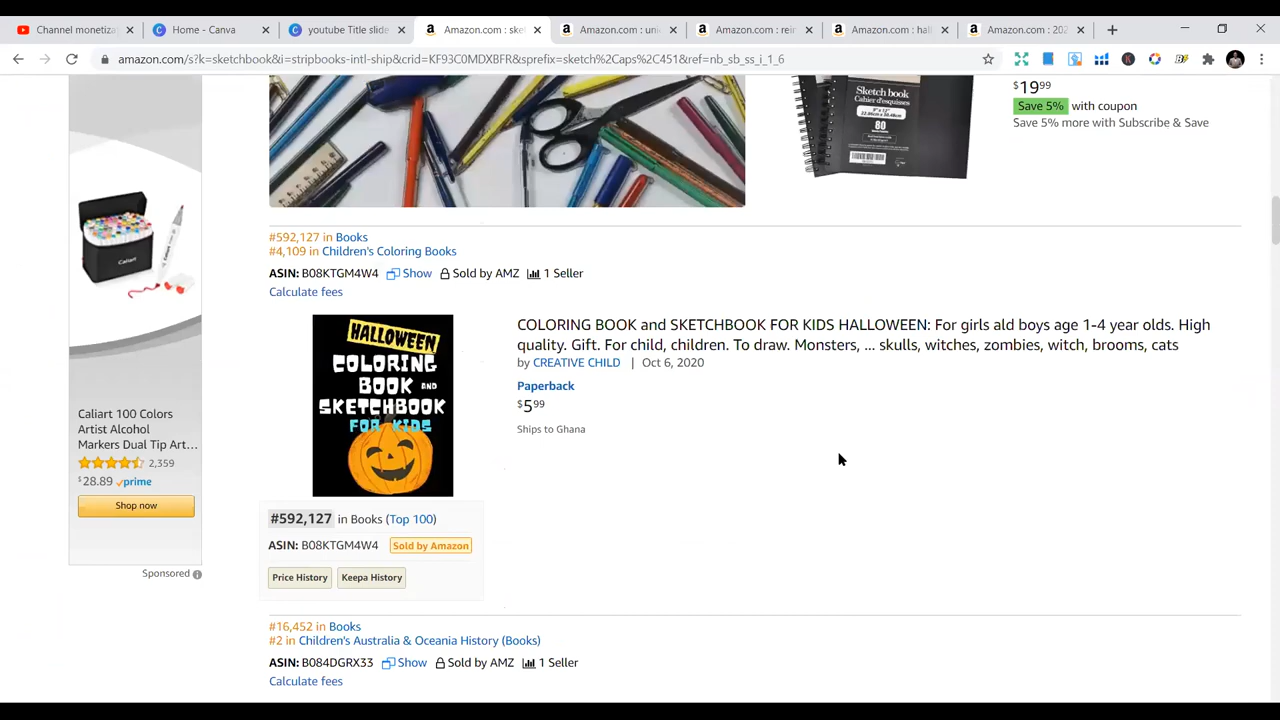 Channel monetiza
Home - Canva
youtube Title slide
Amazon.com : ske
Amazon.com : uni
Amazon.com : rei
Amazon.com : hal
Amazon.com : 202
amazon.com/s?k=sketchbook&i=stripbooks-intl-ship&crid=KF93C0MDXBFR&sprefix=sketch%2Caps%2C451&ref=nb_sb_ss_i_1_6
Sketch book
Cahier d'esquisses
80
$19.99
Save 5% with coupon
Save 5% more with Subscribe & Save
#592,127 in Books
#4,109 in Children's Coloring Books
ASIN: B08KTGM4W4 Show Sold by AMZ 1 Seller
Calculate fees
HALLOWEEN
COLORING
BOOK AND
SKETCHBOOK
FOR KIDS
COLORING BOOK and SKETCHBOOK FOR KIDS HALLOWEEN: For girls ald boys age 1-4 year olds. High
quality. Gift. For child, children. To draw. Monsters, ... skulls, witches, zombies, witch, brooms, cats
by CREATIVE CHILD | Oct 6, 2020
Paperback
$5.99
Ships to Ghana
Caliart
Caliart 100 Colors
Artist Alcohol
Markers Dual Tip Art…
2,359
$28.89 prime
Shop now
Sponsored
#592,127 in Books (Top 100)
ASIN: B08KTGM4W4 Sold by Amazon
Price History Keepa History
#16,452 in Books
#2 in Children's Australia & Oceania History (Books)
ASIN: B084DGRX33 Show Sold by AMZ 1 Seller
Calculate fees